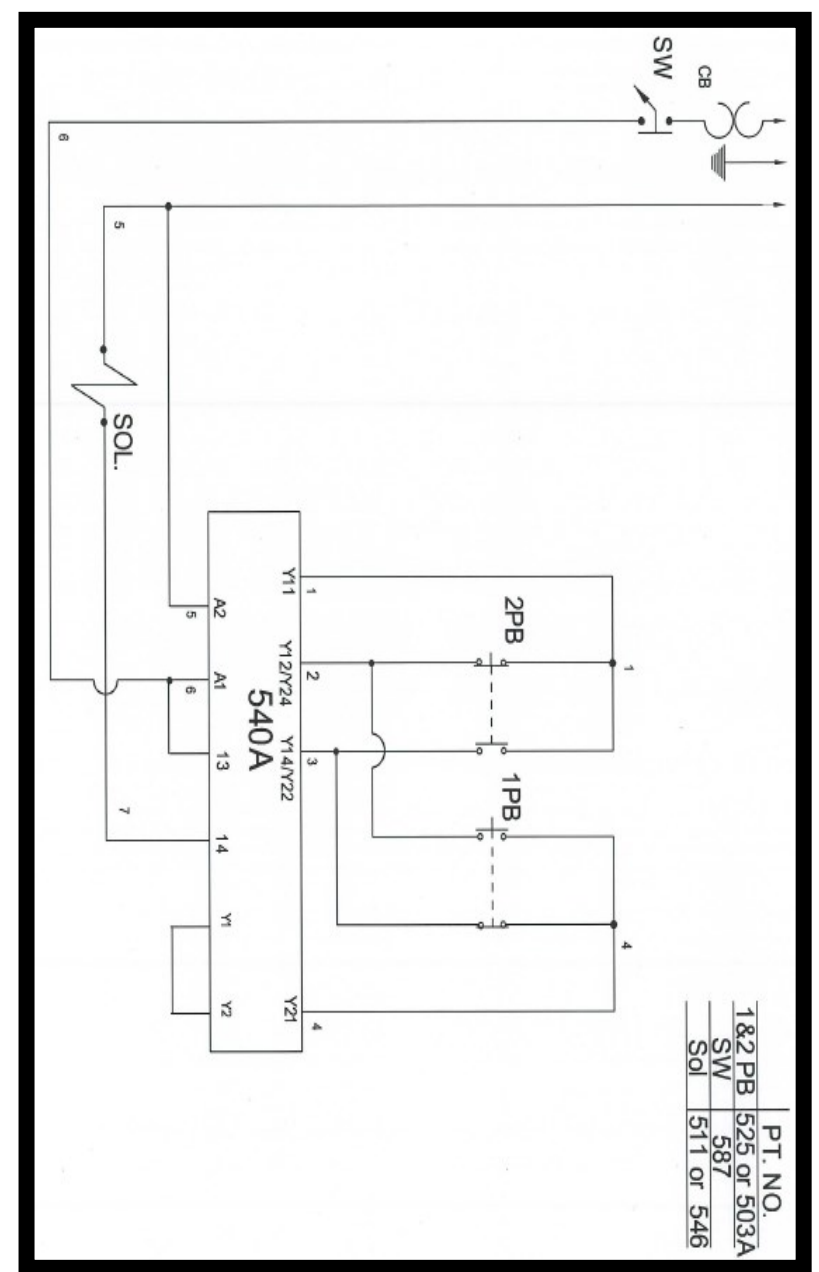 PT. NO.
1&2 PB 525 or 503A
SW 587
Sol 511 or 546
CB
SW
1
4
2PB
1PB
1
2
3
4
Y11
Y12/Y24
Y14/Y22
Y21
540A
A2
A1
13
14
Y1
Y2
5
6
5
SOL.
7
6